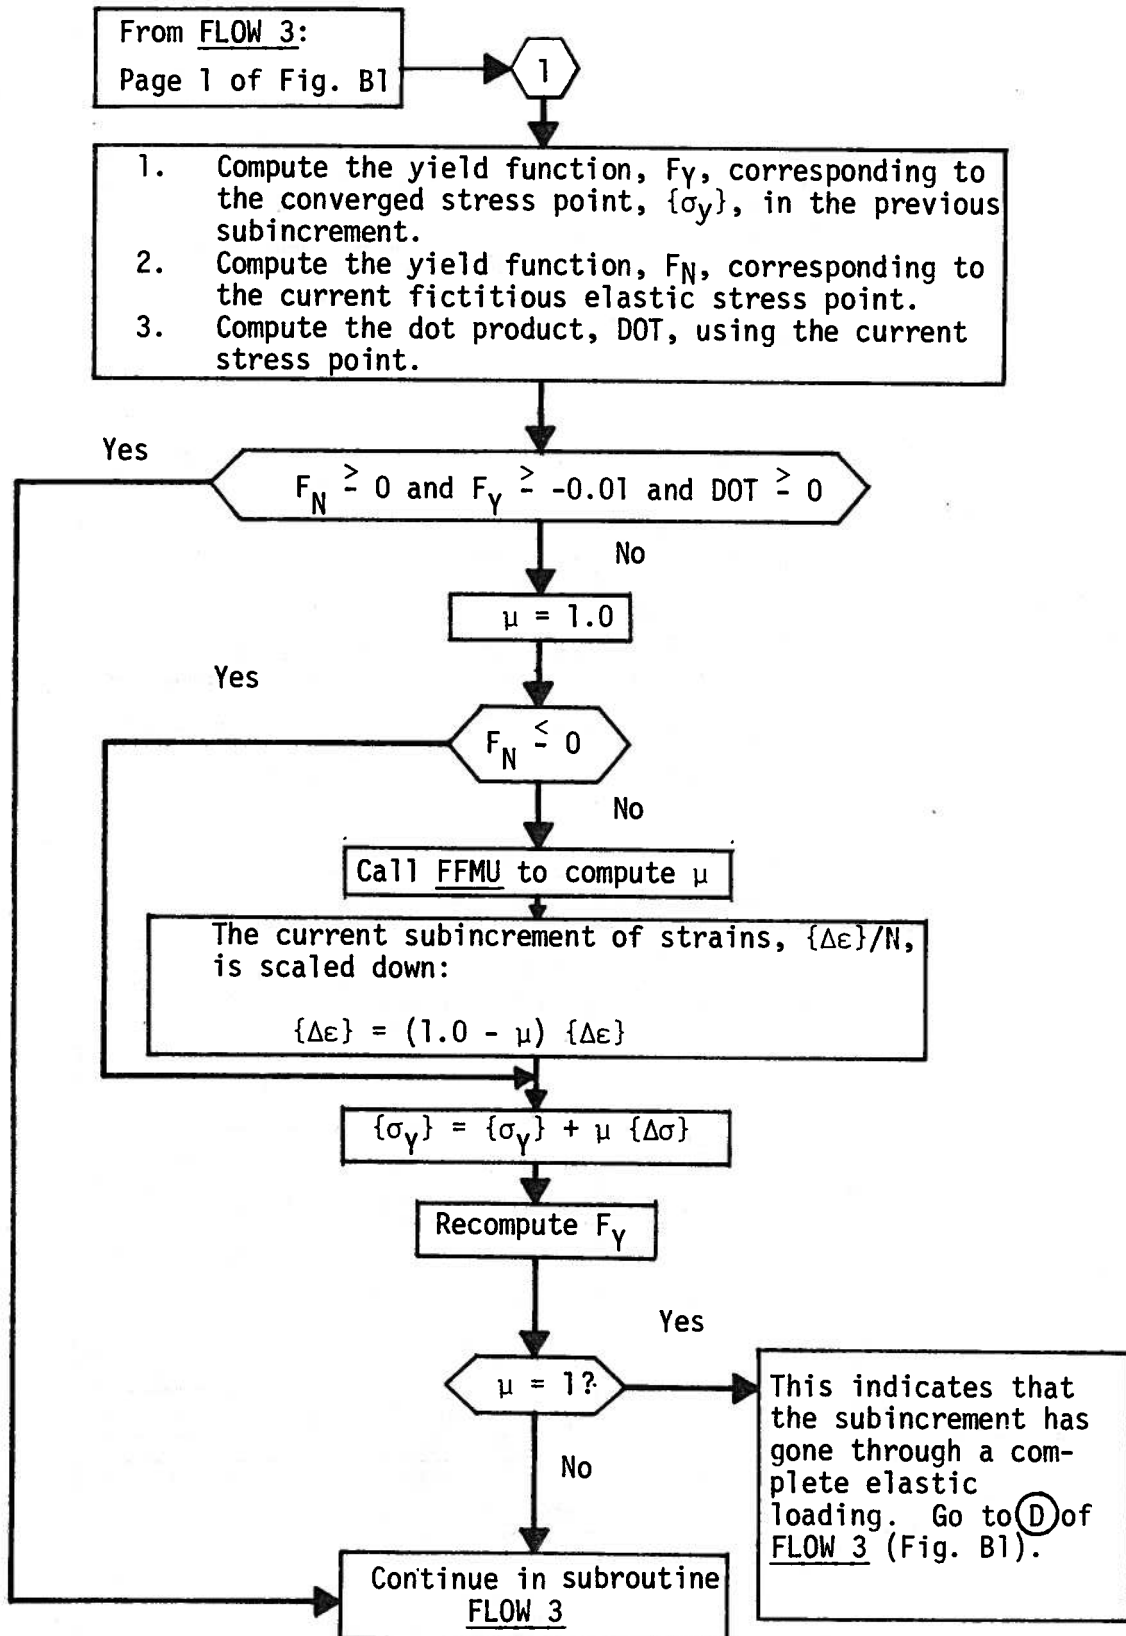 From FLOW 3:
Page 1 of Fig. B1
1
1. Compute the yield function, FY, corresponding to
the converged stress point, {σy}, in the previous
subincrement.
2. Compute the yield function, FN, corresponding to
the current fictitious elastic stress point.
3. Compute the dot product, DOT, using the current
stress point.
Yes
FN ≥ 0 and FY ≥ -0.01 and DOT ≥ 0
No
μ = 1.0
Yes
FN ≤ 0
No
Call FFMU to compute μ
The current subincrement of strains, {Δε}/N,
is scaled down:
{Δε} = (1.0 - μ) {Δε}
{σY} = {σY} + μ {Δσ}
Recompute FY
Yes
μ = 1?
This indicates that
the subincrement has
gone through a com-
plete elastic
loading. Go to D of
FLOW 3 (Fig. B1).
No
Continue in subroutine
FLOW 3